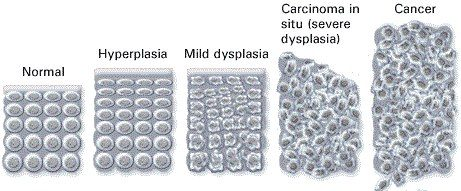 Normal
Hyperplasia
Mild dysplasia
Carcinoma in
situ (severe
dysplasia)
Cancer